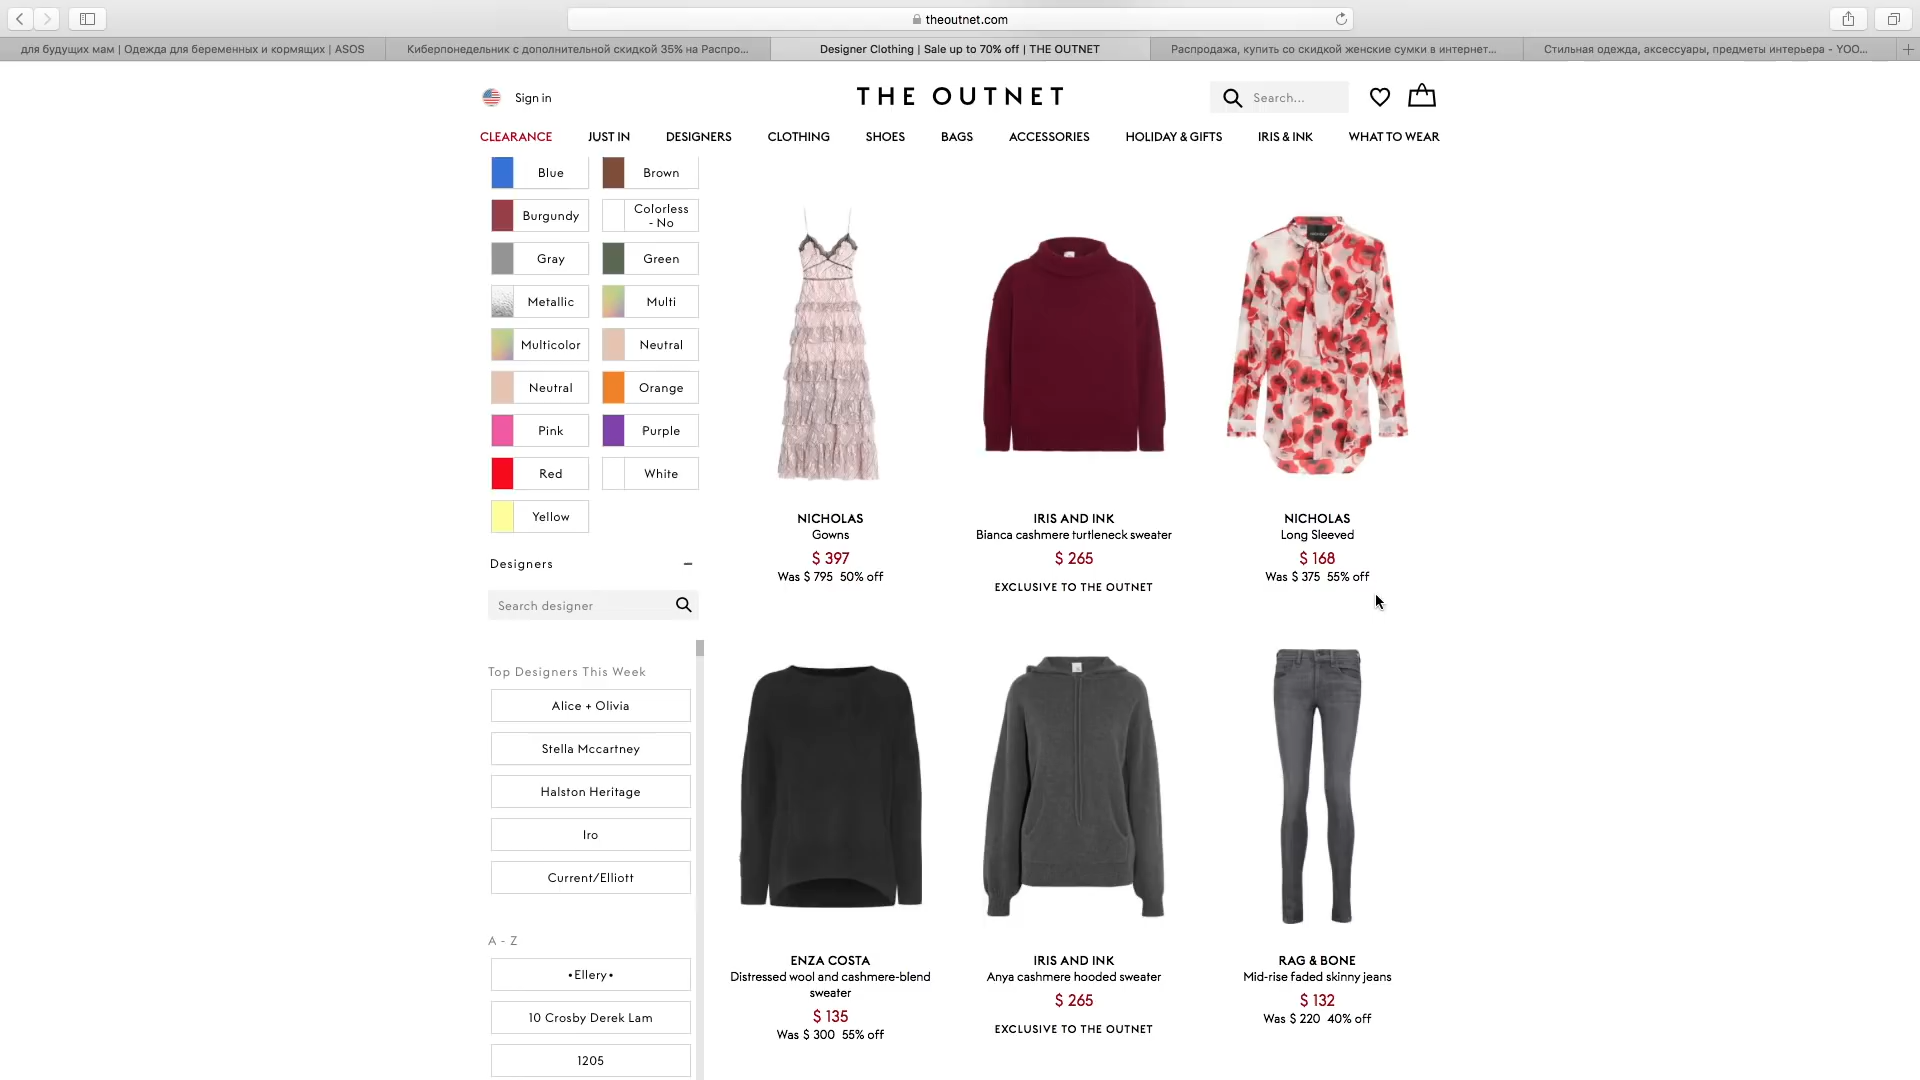 theoutnet.com
для будущих мам | Одежда для беременных и кормящих | ASOS
Киберпонедельник с дополнительной скидкой 35% на Распро...
Designer Clothing | Sale up to 70% off | THE OUTNET
Распродажа, купить со скидкой женские сумки в интернет...
Стильная одежда, аксессуары, предметы интерьера - YOO...
Sign in
THE OUTNET
Search...
CLEARANCE
JUST IN
DESIGNERS
CLOTHING
SHOES
BAGS
ACCESSORIES
HOLIDAY & GIFTS
IRIS & INK
WHAT TO WEAR
Blue
Brown
Burgundy
Colorless
- No
Gray
Green
Metallic
Multi
Multicolor
Neutral
Neutral
Orange
Pink
Purple
Red
White
Yellow
Designers
Search designer
Top Designers This Week
Alice + Olivia
Stella Mccartney
Halston Heritage
Iro
Current/Elliott
A - Z
•Ellery•
10 Crosby Derek Lam
1205
NICHOLAS
Gowns
$ 397
Was $ 795 50% off
IRIS AND INK
Bianca cashmere turtleneck sweater
$ 265
EXCLUSIVE TO THE OUTNET
NICHOLAS
Long Sleeved
$ 168
Was $ 375 55% off
ENZA COSTA
Distressed wool and cashmere-blend
sweater
$ 135
Was $ 300 55% off
IRIS AND INK
Anya cashmere hooded sweater
$ 265
EXCLUSIVE TO THE OUTNET
RAG & BONE
Mid-rise faded skinny jeans
$ 132
Was $ 220 40% off